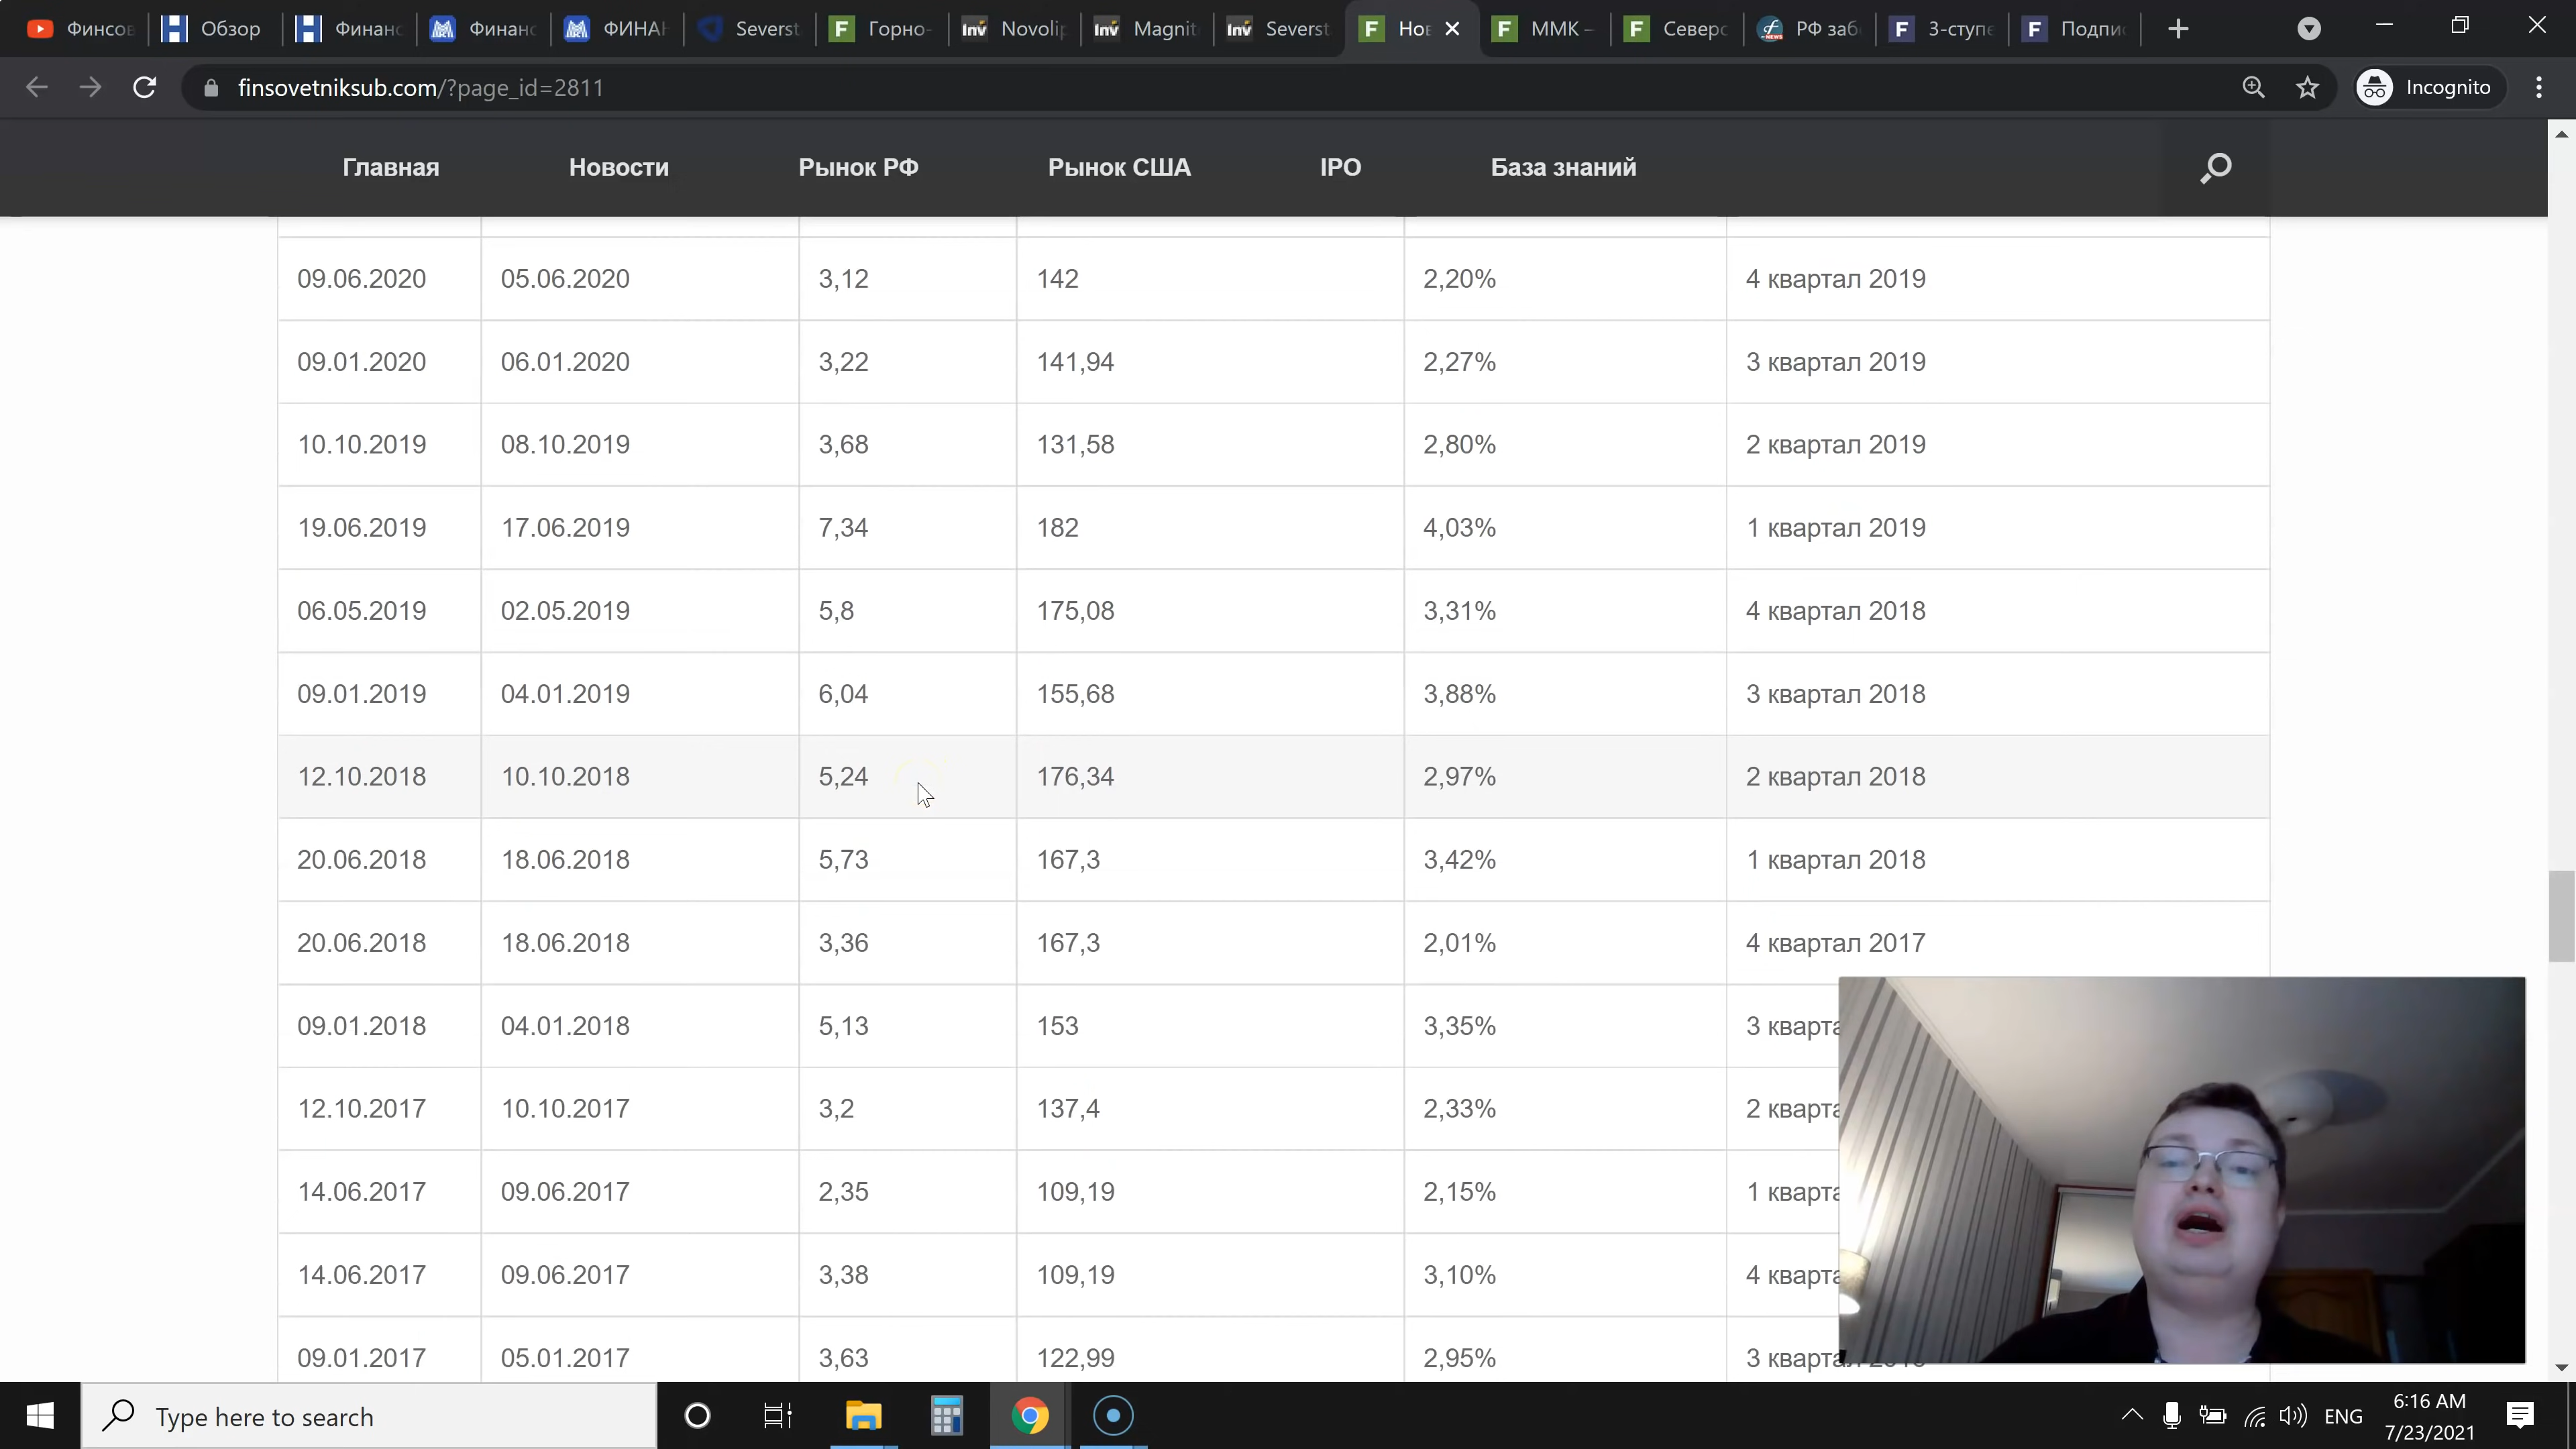 Финсов Обзор Финанс Финанс ФИНАН Severst Горно- Novolip Magnit Severst Нов ММК – Северс РФ заб 3-ступе Подпис
finsovetniksub.com/?page_id=2811 Incognito
Главная Новости Рынок РФ Рынок США IPO База знаний
09.06.2020 05.06.2020 3,12 142 2,20% 4 квартал 2019
09.01.2020 06.01.2020 3,22 141,94 2,27% 3 квартал 2019
10.10.2019 08.10.2019 3,68 131,58 2,80% 2 квартал 2019
19.06.2019 17.06.2019 7,34 182 4,03% 1 квартал 2019
06.05.2019 02.05.2019 5,8 175,08 3,31% 4 квартал 2018
09.01.2019 04.01.2019 6,04 155,68 3,88% 3 квартал 2018
12.10.2018 10.10.2018 5,24 176,34 2,97% 2 квартал 2018
20.06.2018 18.06.2018 5,73 167,3 3,42% 1 квартал 2018
20.06.2018 18.06.2018 3,36 167,3 2,01% 4 квартал 2017
09.01.2018 04.01.2018 5,13 153 3,35% 3 кварта
12.10.2017 10.10.2017 3,2 137,4 2,33% 2 кварта
14.06.2017 09.06.2017 2,35 109,19 2,15% 1 кварта
14.06.2017 09.06.2017 3,38 109,19 3,10% 4 кварта
09.01.2017 05.01.2017 3,63 122,99 2,95% 3 кварта
Type here to search ENG 6:16 AM
7/23/2021